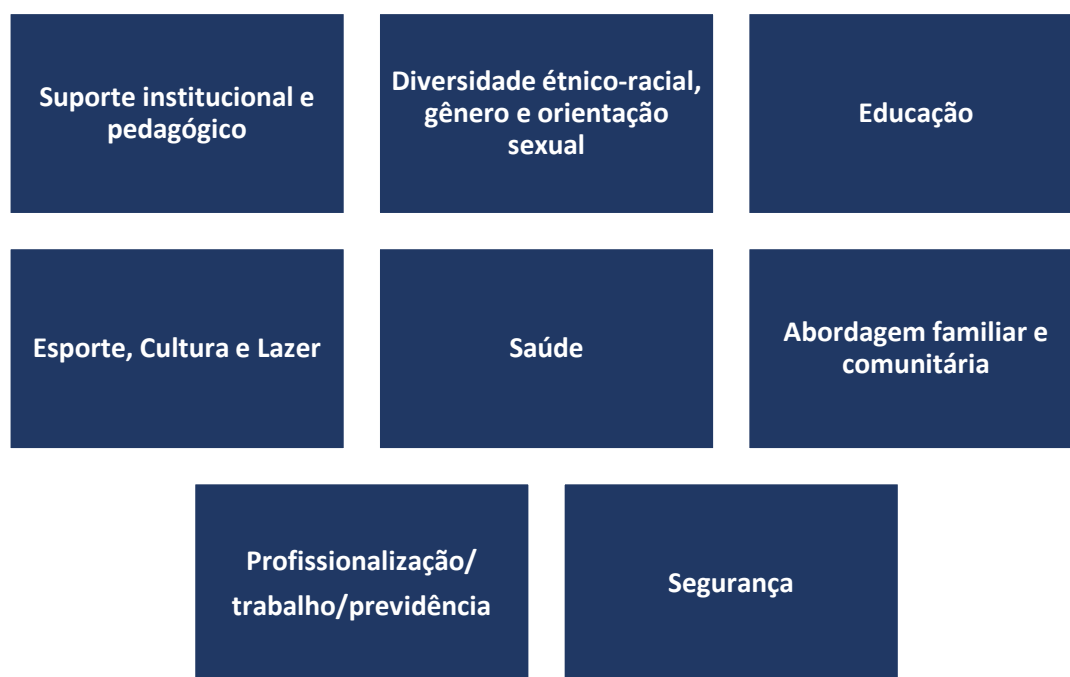 Suporte institucional e
pedagógico
Diversidade étnico-racial,
gênero e orientação
sexual
Educação
Esporte, Cultura e Lazer
Saúde
Abordagem familiar e
comunitária
Profissionalização/
trabalho/previdência
Segurança